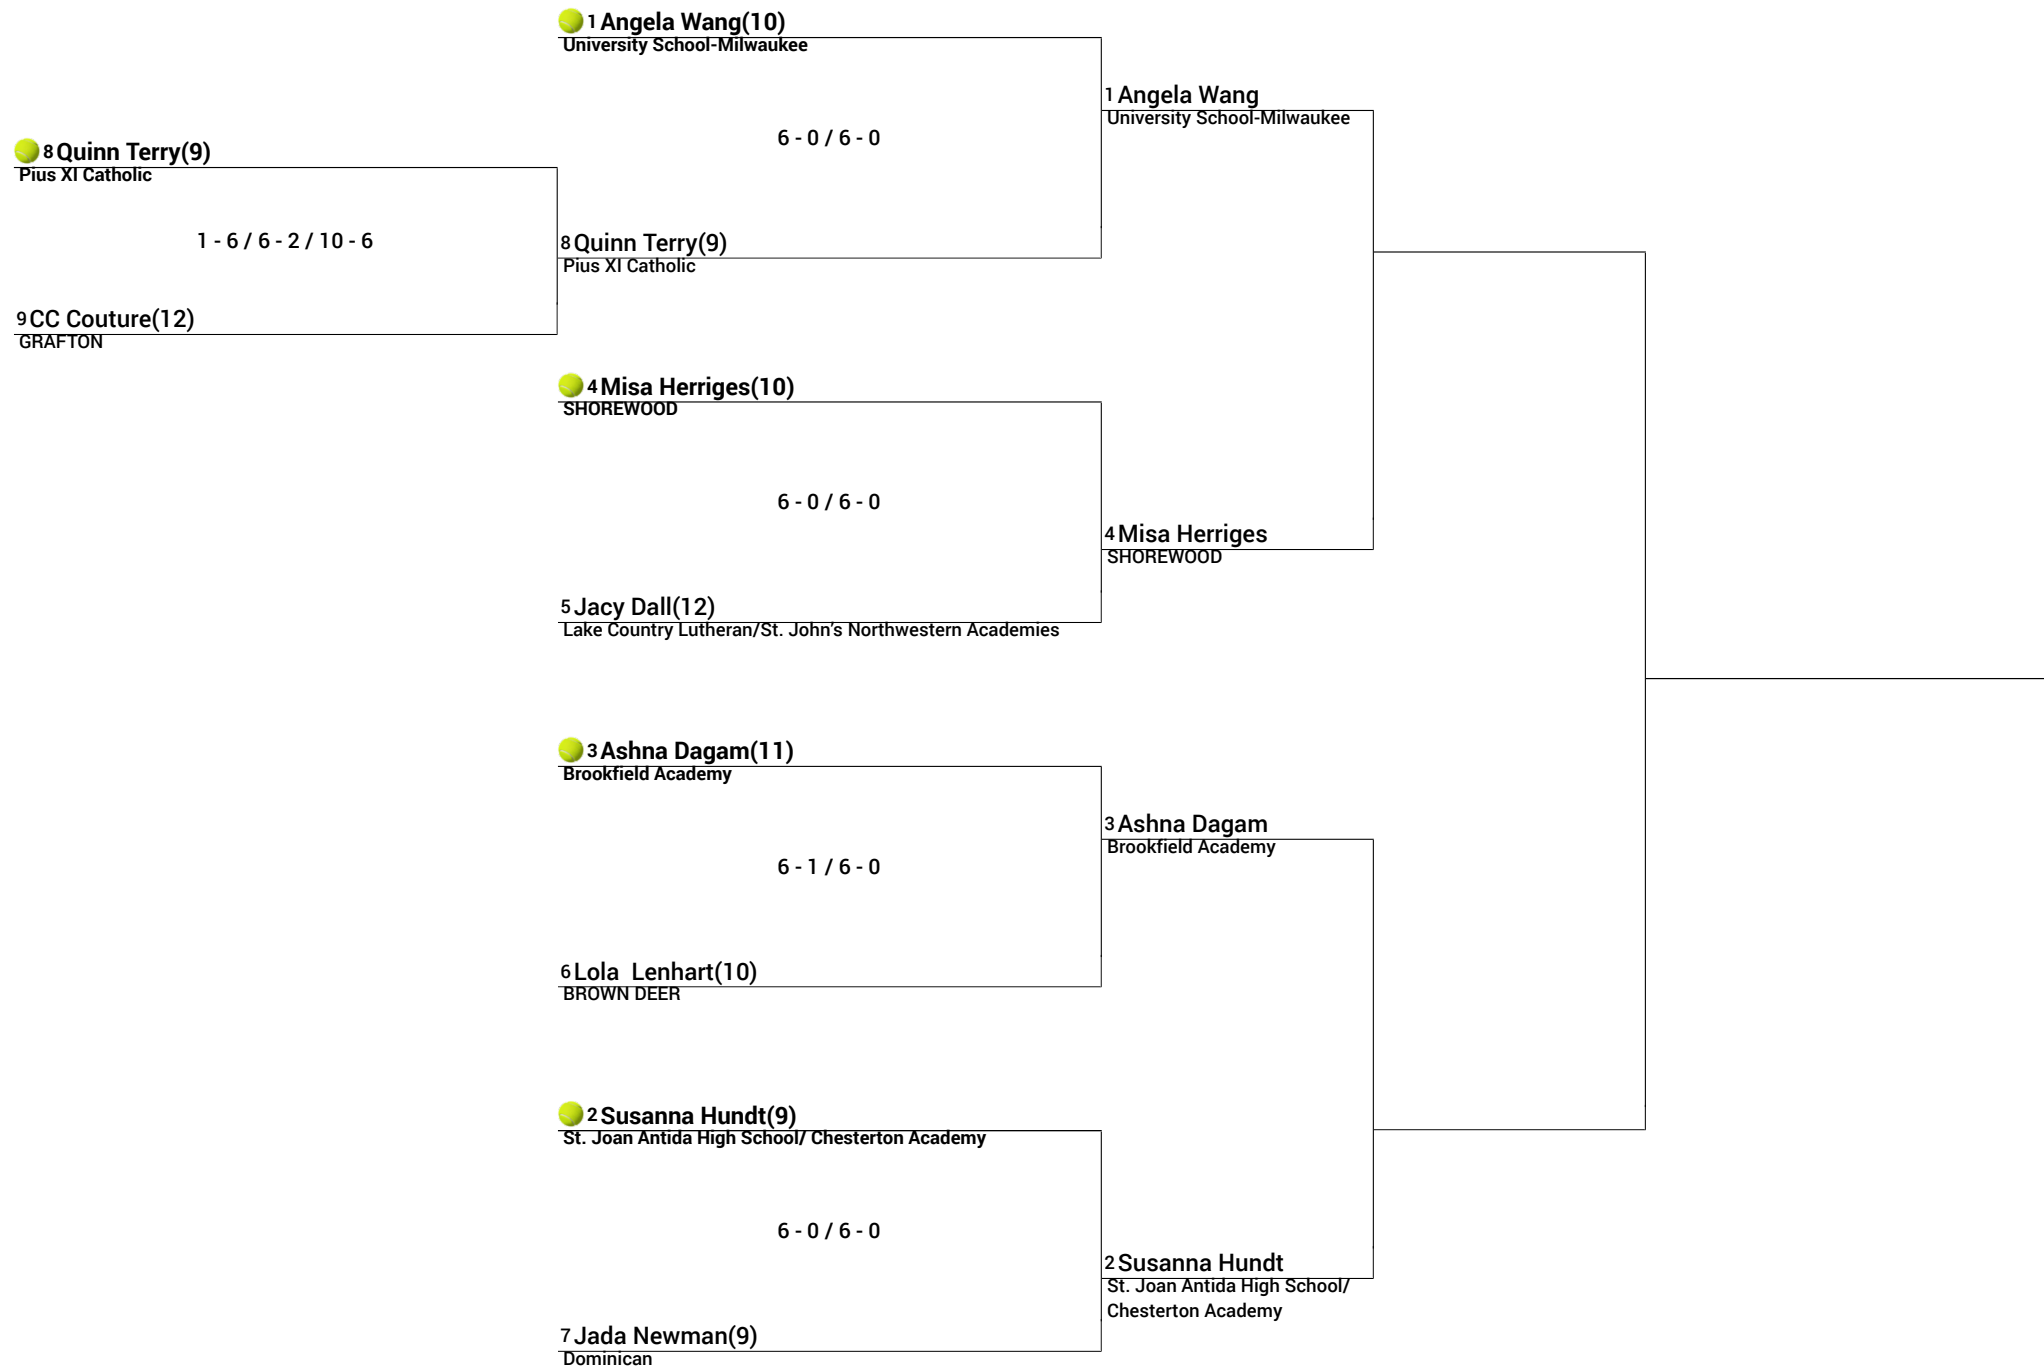 1 Angela Wang(10)
University School-Milwaukee
1 Angela Wang
University School-Milwaukee
6 - 0 / 6 - 0
8 Quinn Terry(9)
Pius XI Catholic
1 - 6 / 6 - 2 / 10 - 6
8 Quinn Terry(9)
Pius XI Catholic
9 CC Couture(12)
GRAFTON
4 Misa Herriges(10)
SHOREWOOD
6 - 0 / 6 - 0
4 Misa Herriges
SHOREWOOD
5 Jacy Dall(12)
Lake Country Lutheran/St. John's Northwestern Academies
3 Ashna Dagam(11)
Brookfield Academy
3 Ashna Dagam
Brookfield Academy
6 - 1 / 6 - 0
6 Lola  Lenhart(10)
BROWN DEER
2 Susanna Hundt(9)
St. Joan Antida High School/ Chesterton Academy
6 - 0 / 6 - 0
2 Susanna Hundt
St. Joan Antida High School/
Chesterton Academy
7 Jada Newman(9)
Dominican